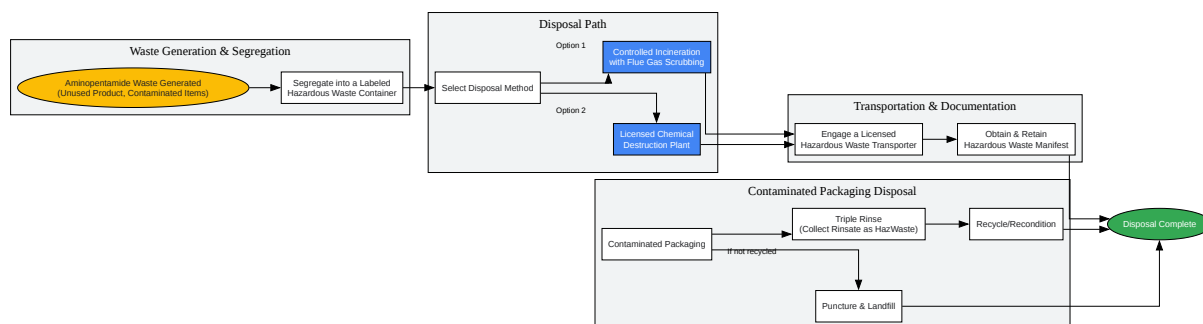 Waste Generation & Segregation
Aminopentamide Waste Generated
(Unused Product, Contaminated Items)
Segregate into a Labeled
Hazardous Waste Container
Disposal Path
Select Disposal Method
Option 1
Controlled Incineration
with Flue Gas Scrubbing
Option 2
Licensed Chemical
Destruction Plant
Transportation & Documentation
Engage a Licensed
Hazardous Waste Transporter
Obtain & Retain
Hazardous Waste Manifest
Contaminated Packaging Disposal
Contaminated Packaging
Triple Rinse
(Collect Rinsate as HazWaste)
Recycle/Recondition
If not recycled
Puncture & Landfill
Disposal Complete